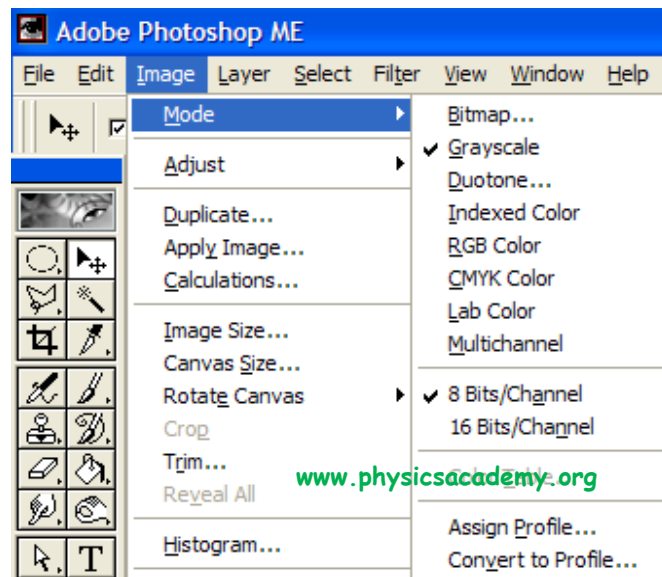 Adobe Photoshop ME
File Edit Image Layer Select Filter View Window Help
Mode
Adjust
Duplicate...
Apply Image...
Calculations...
Image Size...
Canvas Size...
Rotate Canvas
Crop
Trim...
Reveal All
Histogram...
Bitmap...
Grayscale
Duotone...
Indexed Color
RGB Color
CMYK Color
Lab Color
Multichannel
8 Bits/Channel
16 Bits/Channel
www.physicsacademy.org
Assign Profile...
Convert to Profile...
T